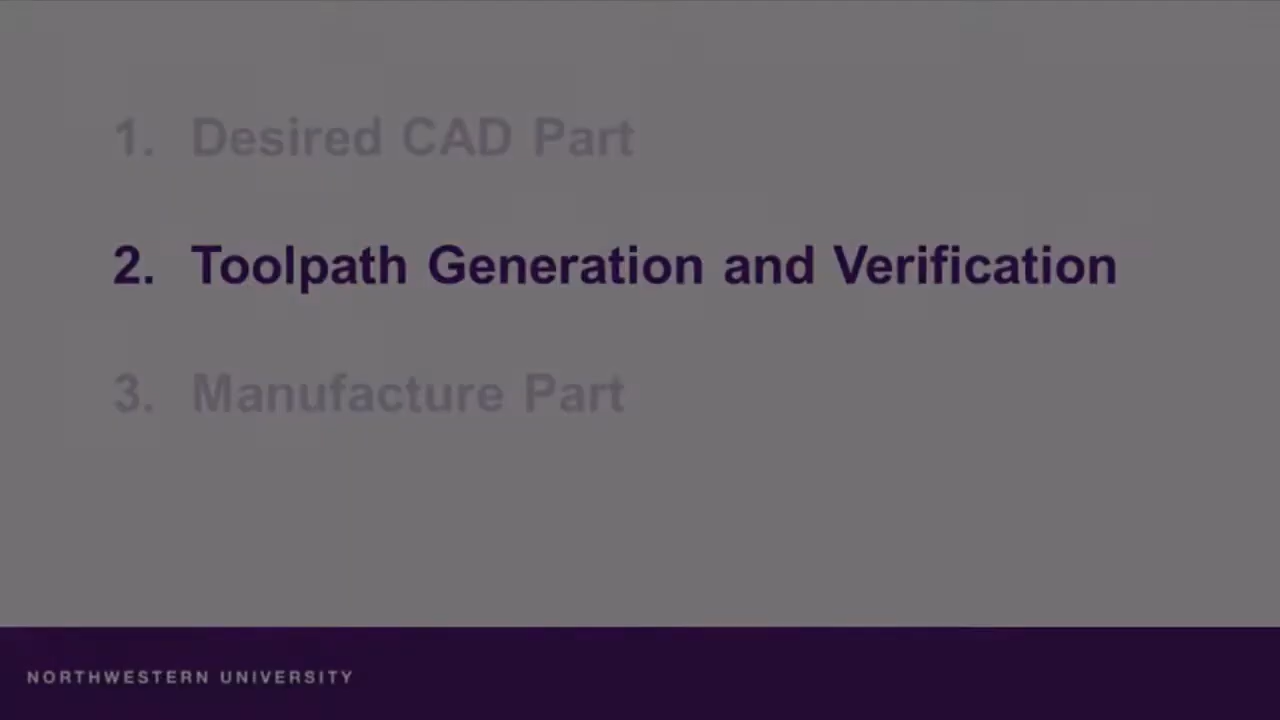 1. Desired CAD Part
2. Toolpath Generation and Verification
3. Manufacture Part
NORTHWESTERN UNIVERSITY